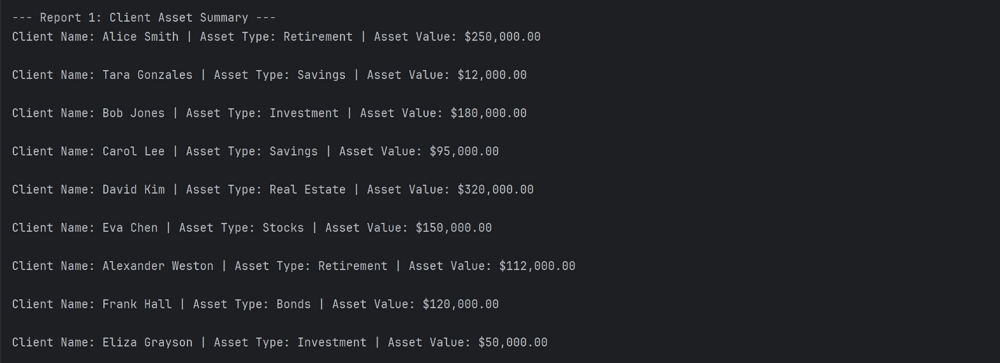 --- Report 1: Client Asset Summary ---
Client Name: Alice Smith | Asset Type: Retirement | Asset Value: $250,000.00
Client Name: Tara Gonzales | Asset Type: Savings | Asset Value: $12,000.00
Client Name: Bob Jones | Asset Type: Investment | Asset Value: $180,000.00
Client Name: Carol Lee | Asset Type: Savings | Asset Value: $95,000.00
Client Name: David Kim | Asset Type: Real Estate | Asset Value: $320,000.00
Client Name: Eva Chen | Asset Type: Stocks | Asset Value: $150,000.00
Client Name: Alexander Weston | Asset Type: Retirement | Asset Value: $112,000.00
Client Name: Frank Hall | Asset Type: Bonds | Asset Value: $120,000.00
Client Name: Eliza Grayson | Asset Type: Investment | Asset Value: $50,000.00